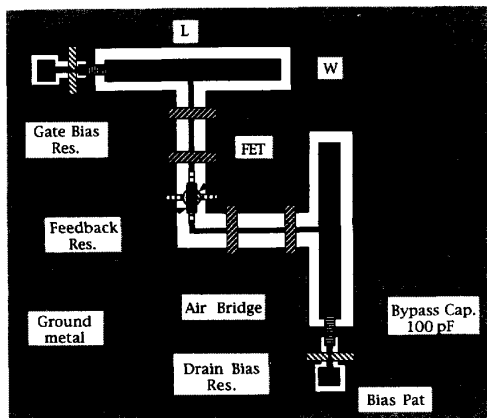 L
W
Gate Bias
Res.
FET
Feedback
Res.
Air Bridge
Ground
metal
Bypass Cap.
100 pF
Drain Bias
Res.
Bias Pat